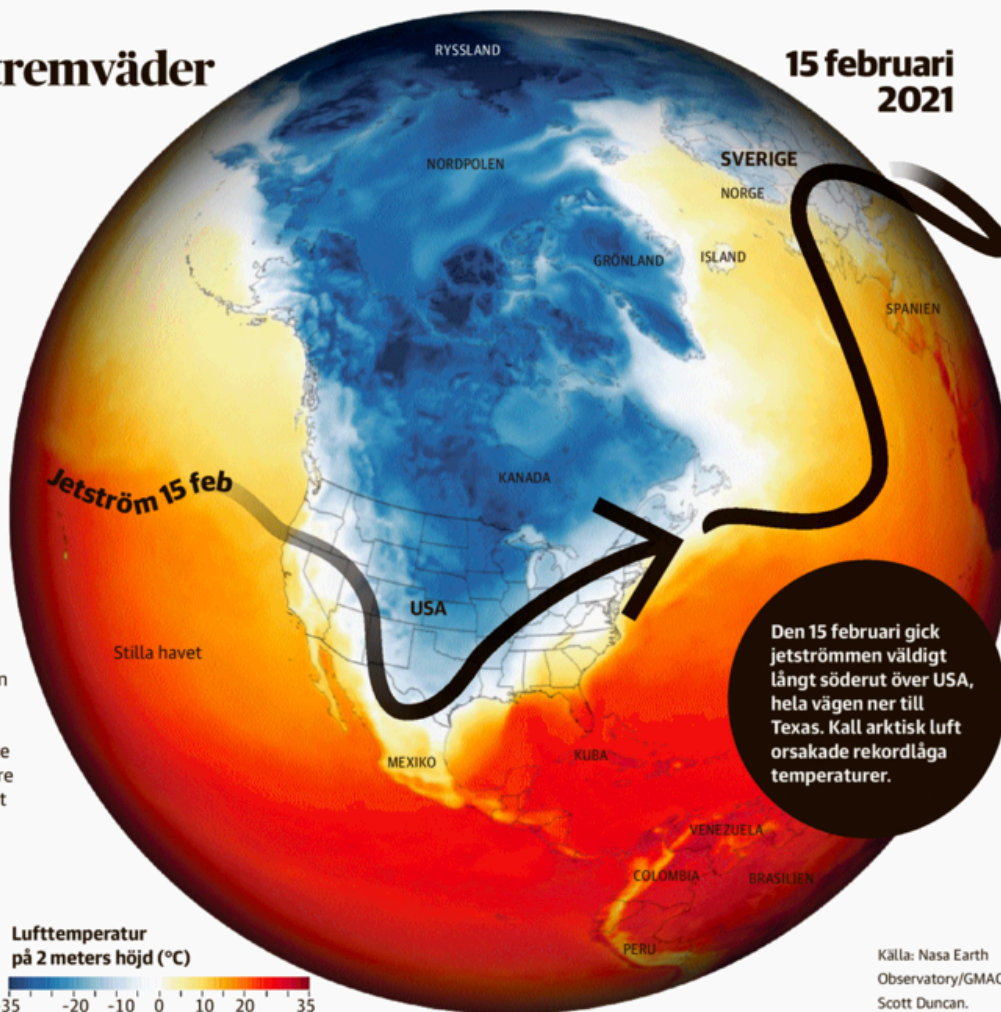 tremväder
15 februari
2021
RYSSLAND
NORDPOLEN
SVERIGE
NORGE
GRÖNLAND
ISLAND
SPANIEN
KANADA
Jetström 15 feb
USA
Stilla havet
MEXIKO
KUBA
VENEZUELA
COLOMBIA
BRASILIEN
PERU
Den 15 februari gick
jetströmmen väldigt
långt söderut över USA,
hela vägen ner till
Texas. Kall arktisk luft
orsakade rekordlåga
temperaturer.
n
e
re
t
Lufttemperatur
på 2 meters höjd (°C)
-35 -20 -10 0 10 20 35
Källa: Nasa Earth
Observatory/GMAO
Scott Duncan.